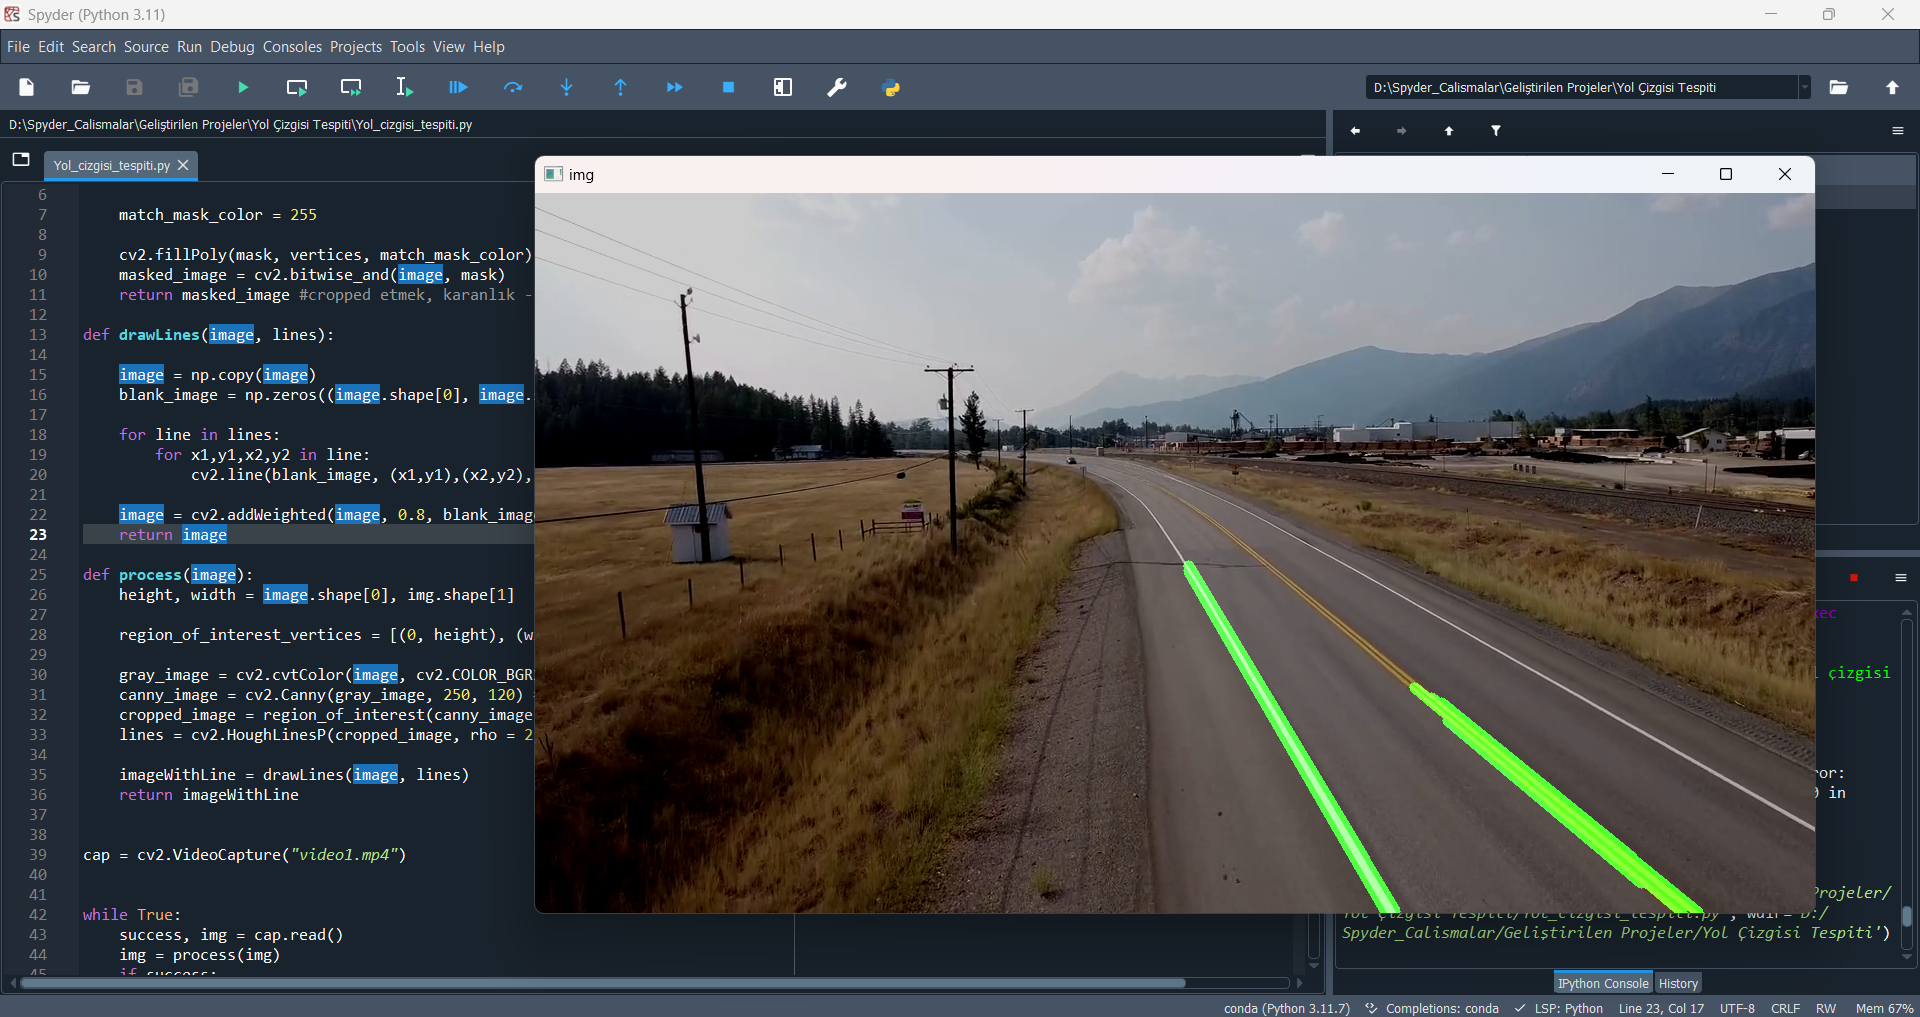 Spyder (Python 3.11)
File Edit Search Source Run Debug Consoles Projects Tools View Help
D:\Spyder_Calismalar\Geliştirilen Projeler\Yol Çizgisi Tespiti
D:\Spyder_Calismalar\Geliştirilen Projeler\Yol Çizgisi Tespiti\Yol_cizgisi_tespiti.py
Yol_cizgisi_tespiti.py
img
6
7 match_mask_color = 255
8
9 cv2.fillPoly(mask, vertices, match_mask_color)
10 masked_image = cv2.bitwise_and(image, mask)
11 return masked_image #cropped etmek, karanlık -
12
13 def drawLines(image, lines):
14
15 image = np.copy(image)
16 blank_image = np.zeros((image.shape[0], image.
17
18 for line in lines:
19 for x1,y1,x2,y2 in line:
20 cv2.line(blank_image, (x1,y1),(x2,y2),
21
22 image = cv2.addWeighted(image, 0.8, blank_imag
23 return image
24
25 def process(image):
26 height, width = image.shape[0], img.shape[1]
27
28 region_of_interest_vertices = [(0, height), (w
29
30 gray_image = cv2.cvtColor(image, cv2.COLOR_BGR
31 canny_image = cv2.Canny(gray_image, 250, 120)
32 cropped_image = region_of_interest(canny_image
33 lines = cv2.HoughLinesP(cropped_image, rho = 2
34
35 imageWithLine = drawLines(image, lines)
36 return imageWithLine
37
38
39 cap = cv2.VideoCapture("video1.mp4")
40
41
42 while True:
43 success, img = cap.read()
44 img = process(img)
45 if success:
çizgisi
or:
in
Projeler/
Yol Çizgisi Tespiti/Yol_cizgisi_tespiti.py', wdir='D:/
Spyder_Calismalar/Geliştirilen Projeler/Yol Çizgisi Tespiti')
IPython Console History
conda (Python 3.11.7) Completions: conda LSP: Python Line 23, Col 17 UTF-8 CRLF RW Mem 67%